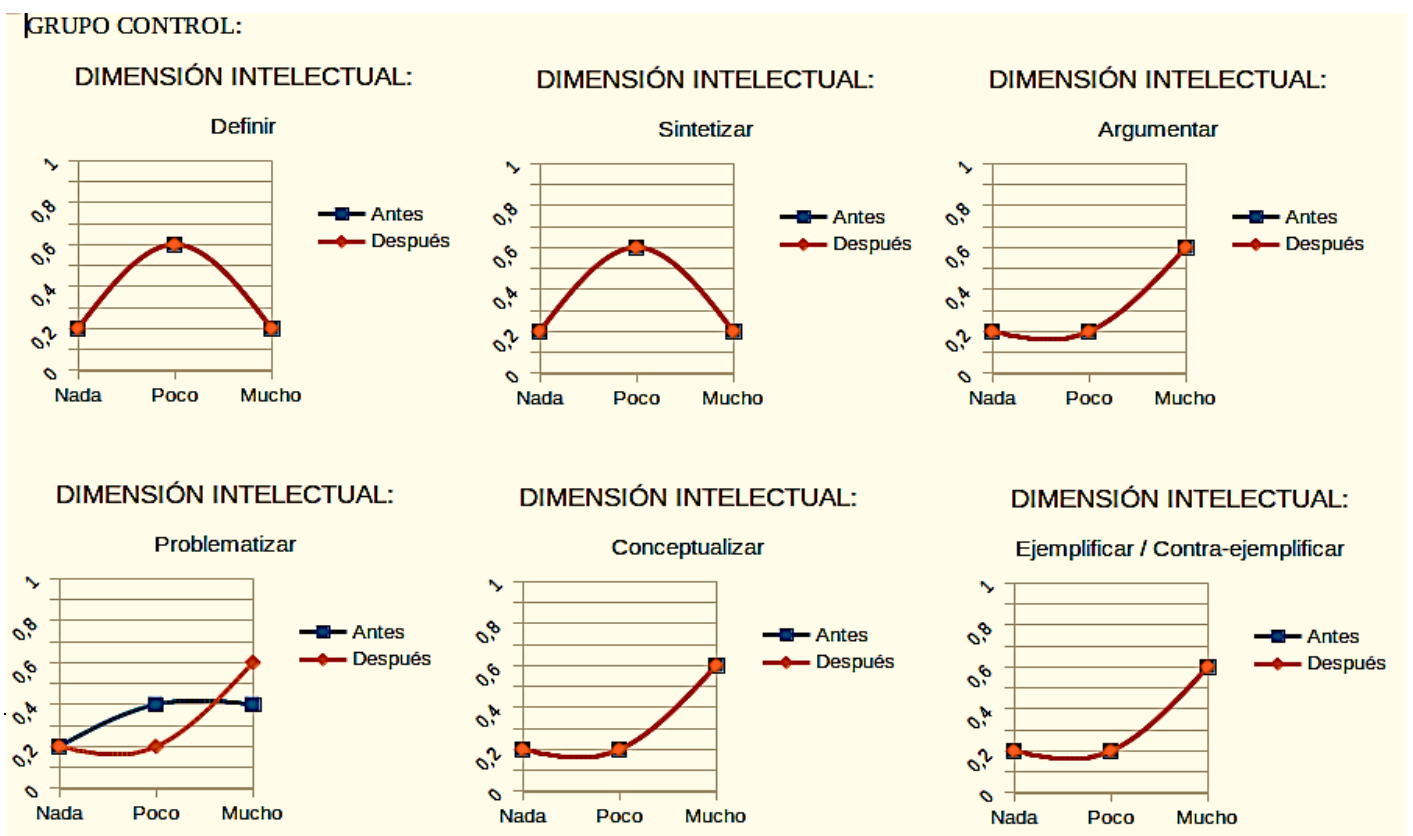 GRUPO CONTROL:
DIMENSIÓN INTELECTUAL:
Definir
1
0,8
0,6
0,4
0,2
0
Nada Poco Mucho
Antes
Después
DIMENSIÓN INTELECTUAL:
Sintetizar
1
0,8
0,6
0,4
0,2
0
Nada Poco Mucho
Antes
Después
DIMENSIÓN INTELECTUAL:
Argumentar
1
0,8
0,6
0,4
0,2
0
Nada Poco Mucho
Antes
Después
DIMENSIÓN INTELECTUAL:
Problematizar
1
0,8
0,6
0,4
0,2
0
Nada Poco Mucho
Antes
Después
DIMENSIÓN INTELECTUAL:
Conceptualizar
1
0,8
0,6
0,4
0,2
0
Nada Poco Mucho
Antes
Después
DIMENSIÓN INTELECTUAL:
Ejemplificar / Contra-ejemplificar
1
0,8
0,6
0,4
0,2
0
Nada Poco Mucho
Antes
Después